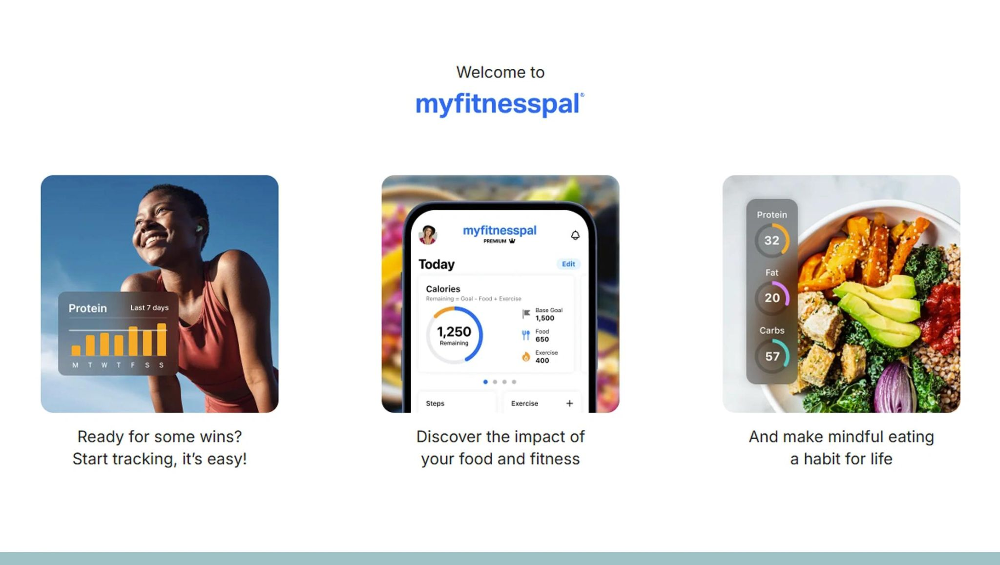 Welcome to
myfitnesspal®
Protein
Last 7 days
M T W T F S S
Ready for some wins?
Start tracking, it's easy!
myfitnesspal
PREMIUM
Today
Edit
Calories
Remaining = Goal - Food + Exercise
1,250
Remaining
Base Goal
1,500
Food
650
Exercise
400
Steps
Exercise +
Discover the impact of
your food and fitness
Protein
32
Fat
20
Carbs
57
And make mindful eating
a habit for life